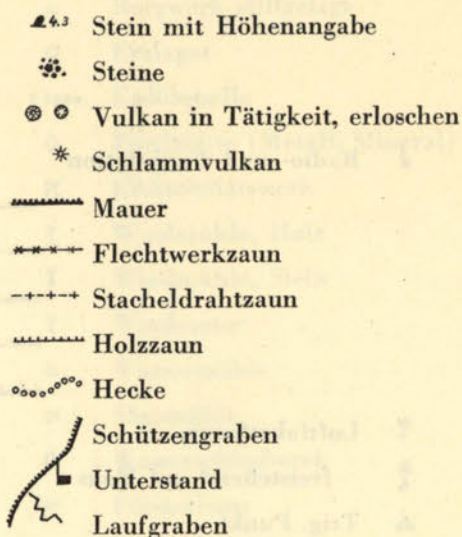 4.3 Stein mit Höhenangabe
Steine
Vulkan in Tätigkeit, erloschen
Schlammvulkan
Mauer
Flechtwerkzaun
Stacheldrahtzaun
Holzzaun
Hecke
Schützengraben
Unterstand
Laufgraben